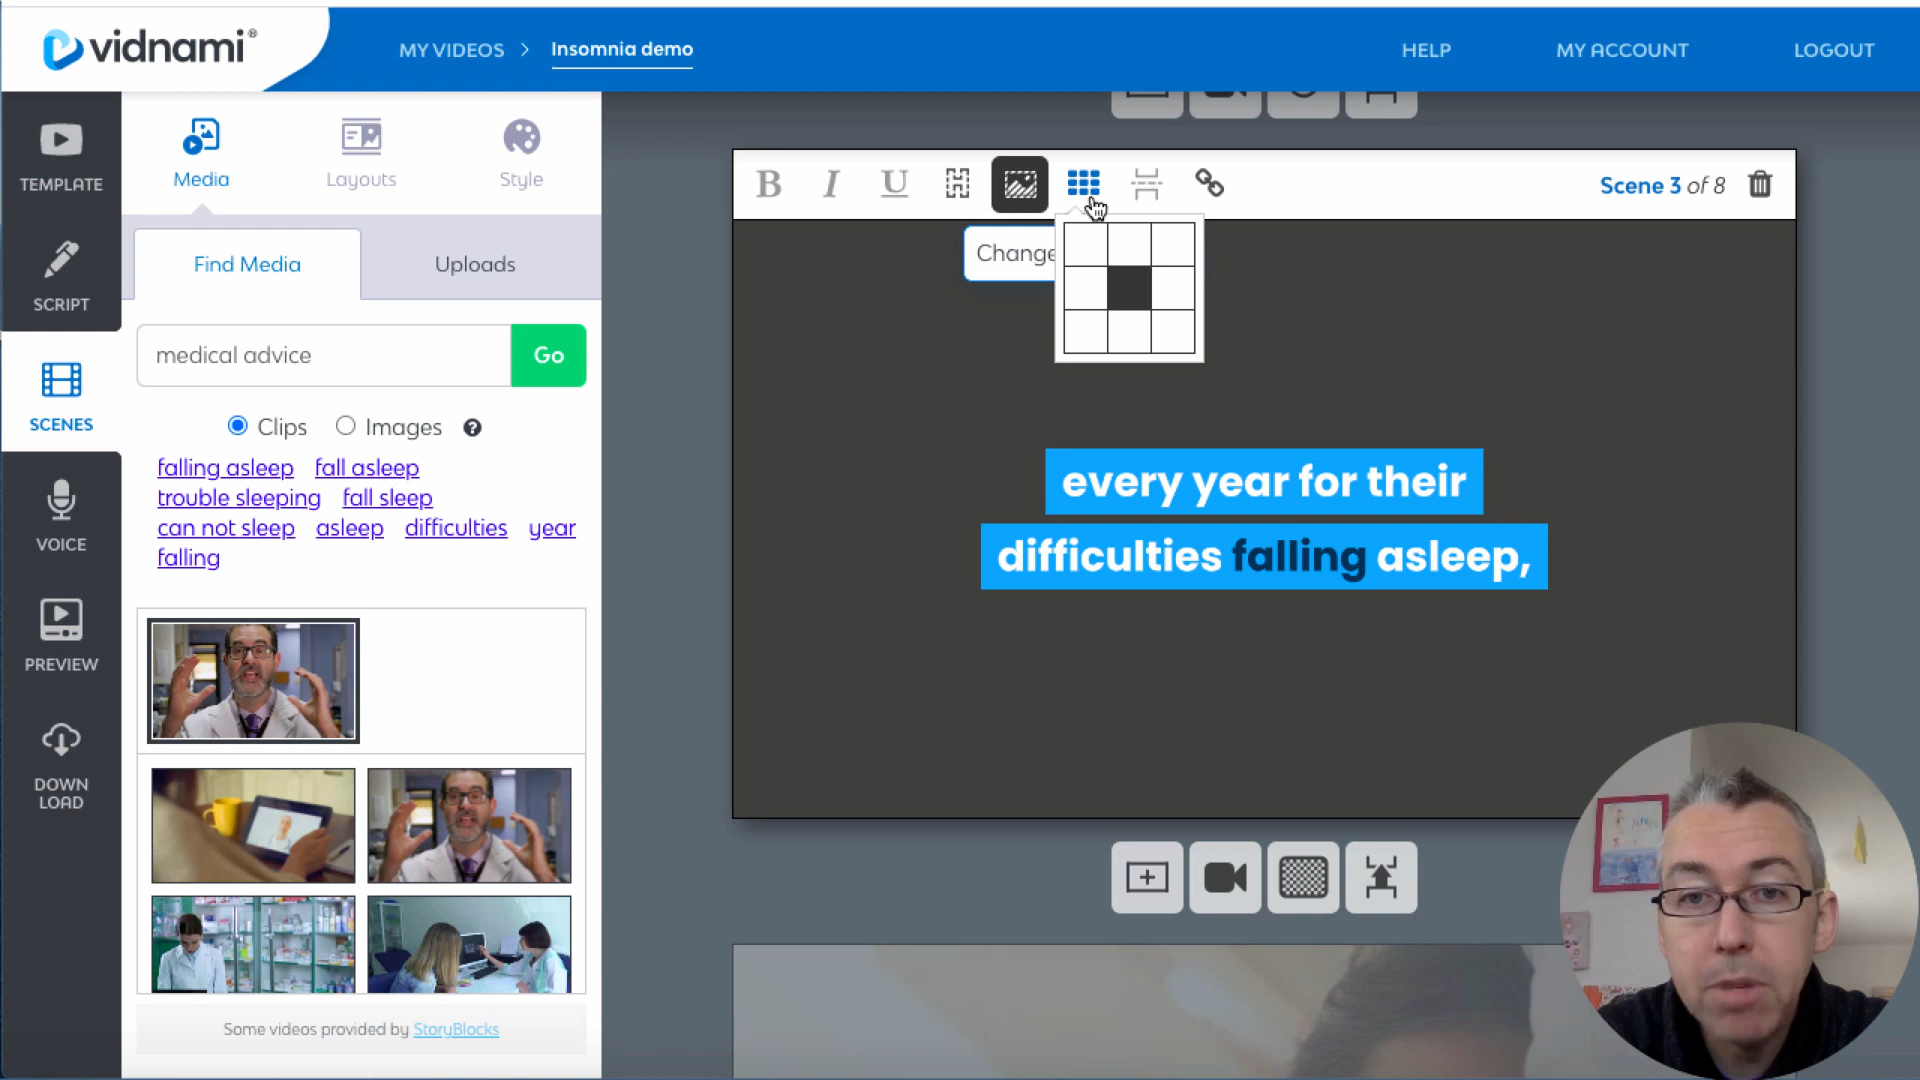 vidnami®
MY VIDEOS > Insomnia demo
HELP
MY ACCOUNT
LOGOUT
TEMPLATE
SCRIPT
SCENES
VOICE
PREVIEW
DOWN
LOAD
Media
Layouts
Style
Find Media
Uploads
medical advice
Go
Clips
Images
falling asleep fall asleep
trouble sleeping fall sleep
can not sleep asleep difficulties year
falling
Some videos provided by StoryBlocks
B I U
Scene 3 of 8
Change
every year for their
difficulties falling asleep,